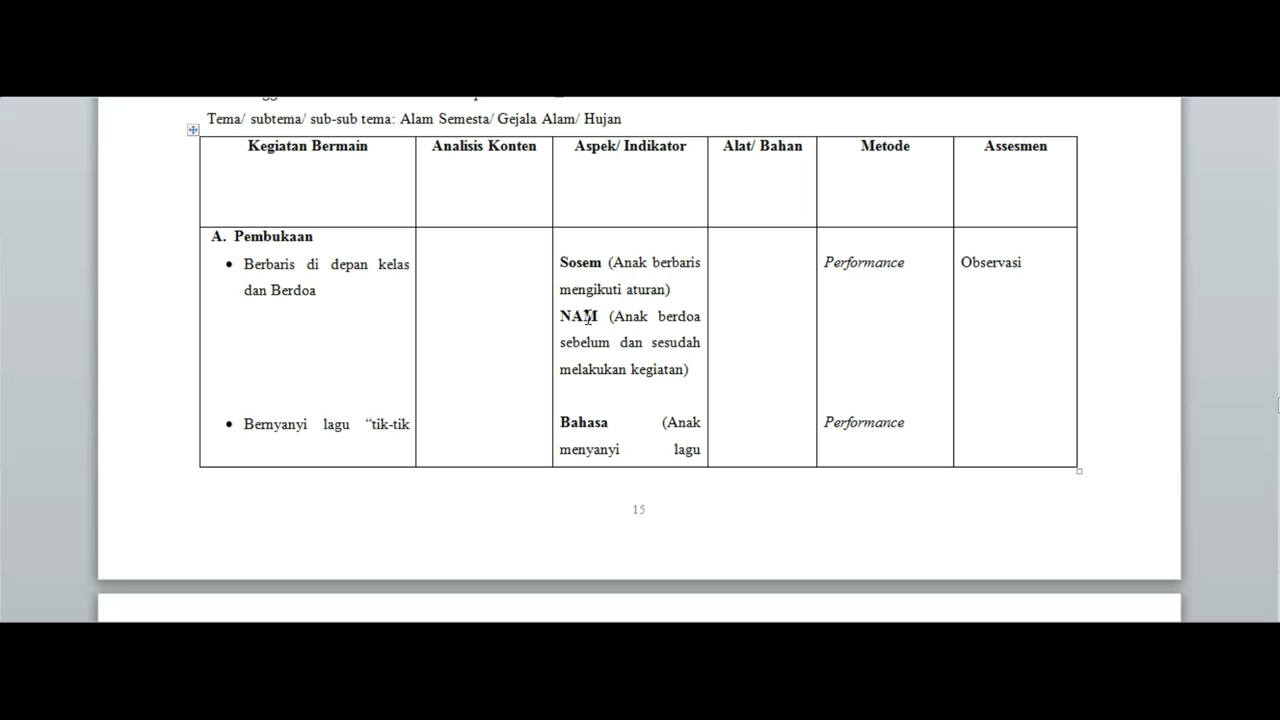 Tema/ subtema/ sub-sub tema: Alam Semesta/ Gejala Alam/ Hujan
Kegiatan Bermain
Analisis Konten
Aspek/ Indikator
Alat/ Bahan
Metode
Assesmen
A. Pembukaan
• Berbaris di depan kelas
dan Berdoa
Sosem (Anak berbaris
mengikuti aturan)
NAM (Anak berdoa
sebelum dan sesudah
melakukan kegiatan)
Performance
Observasi
• Bernyanyi lagu “tik-tik
Bahasa (Anak
menyanyi lagu
Performance
15